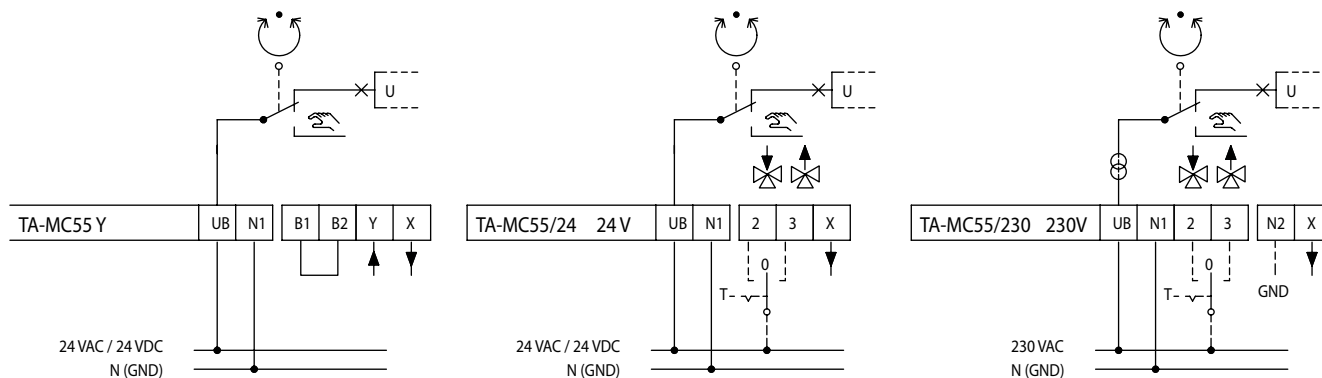 U
U
U
TA-MC55 Y UB N1 B1 B2 Y X
TA-MC55/24 24 V UB N1 2 3 X
TA-MC55/230 230V UB N1 2 3 N2 X
0
0
T
T
GND
24 VAC / 24 VDC
24 VAC / 24 VDC
230 VAC
N (GND)
N (GND)
N (GND)